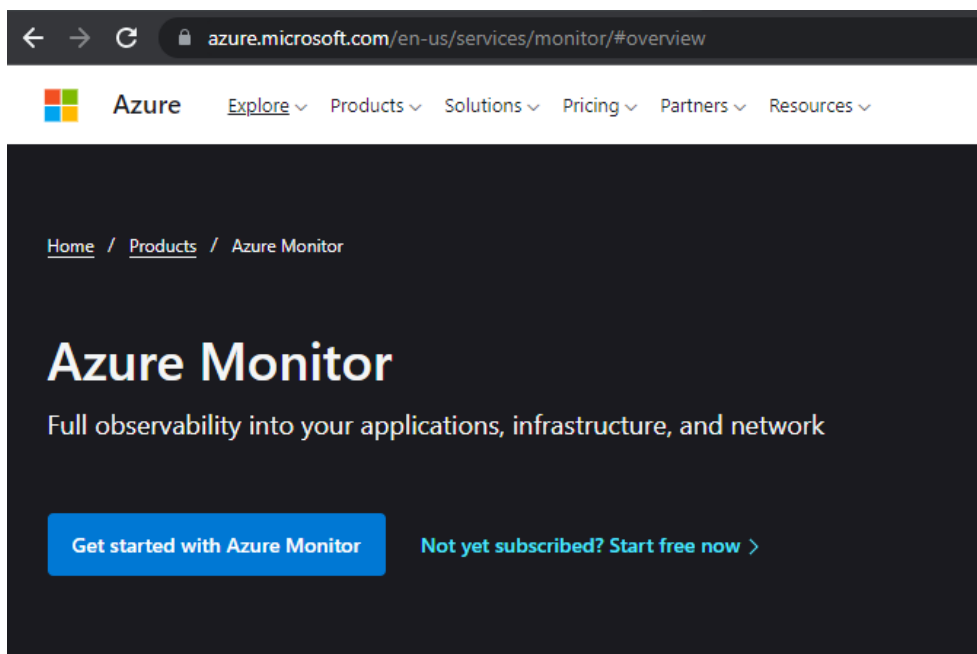 azure.microsoft.com/en-us/services/monitor/#overview
Azure Explore Products Solutions Pricing Partners Resources
Home / Products / Azure Monitor
Azure Monitor
Full observability into your applications, infrastructure, and network
Get started with Azure Monitor Not yet subscribed? Start free now >